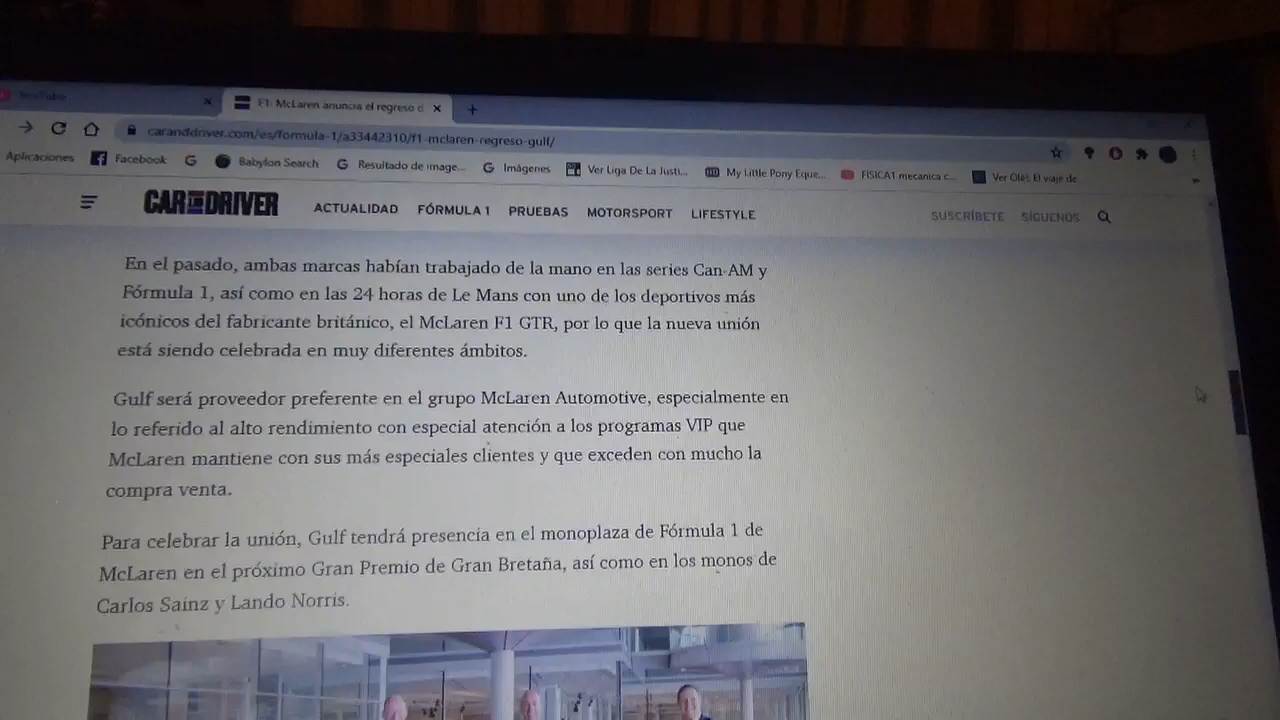 YouTube
F1: McLaren anuncia el regreso d
caranddriver.com/es/formula-1/a33442310/f1-mclaren-regreso-gulf/
Aplicaciones Facebook Babylon Search Resultado de image... Imágenes Ver Liga De La Justi... My Little Pony Eque... FISICA1 mecanica c... Ver Olé!: El viaje de
CAR AND DRIVER ACTUALIDAD FÓRMULA 1 PRUEBAS MOTORSPORT LIFESTYLE SUSCRÍBETE SÍGUENOS
En el pasado, ambas marcas habían trabajado de la mano en las series Can-AM y
Fórmula 1, así como en las 24 horas de Le Mans con uno de los deportivos más
icónicos del fabricante británico, el McLaren F1 GTR, por lo que la nueva unión
está siendo celebrada en muy diferentes ámbitos.
Gulf será proveedor preferente en el grupo McLaren Automotive, especialmente en
lo referido al alto rendimiento con especial atención a los programas VIP que
McLaren mantiene con sus más especiales clientes y que exceden con mucho la
compra venta.
Para celebrar la unión, Gulf tendrá presencia en el monoplaza de Fórmula 1 de
McLaren en el próximo Gran Premio de Gran Bretaña, así como en los monos de
Carlos Sainz y Lando Norris.